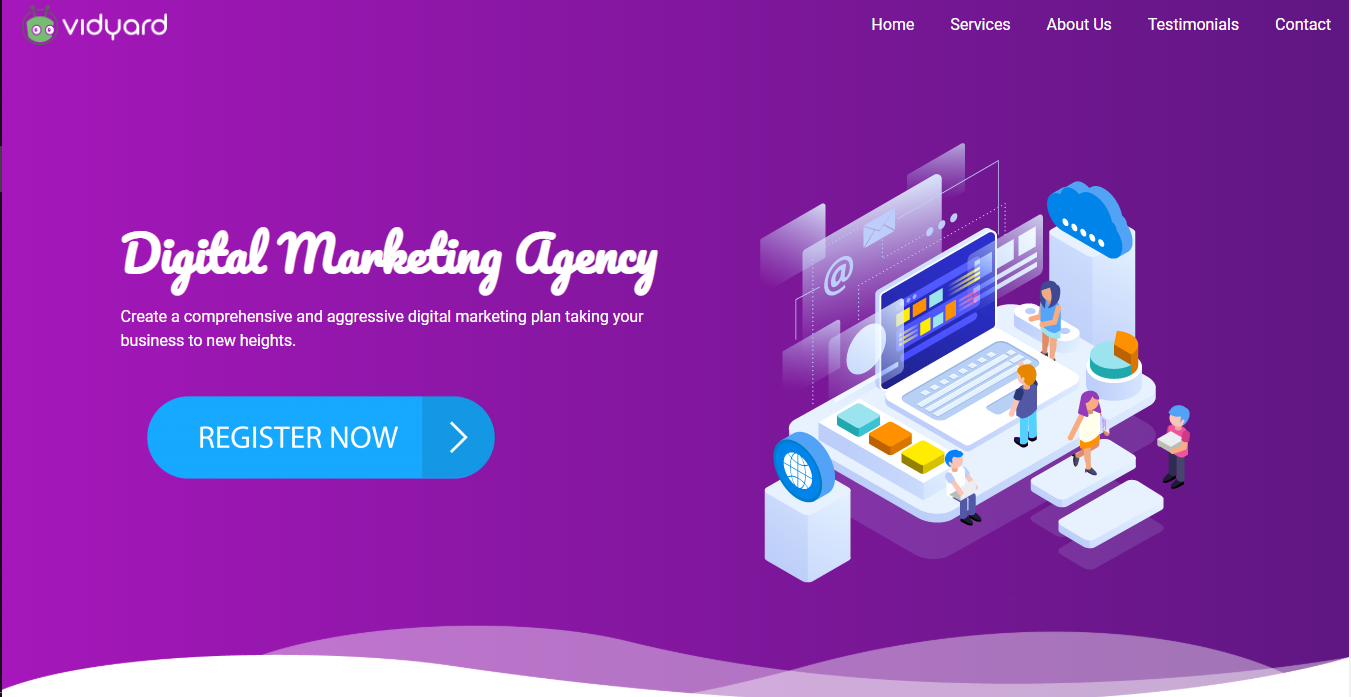 vidyard
Home Services About Us Testimonials Contact
Digital Marketing Agency
Create a comprehensive and aggressive digital marketing plan taking your
business to new heights.
REGISTER NOW
@